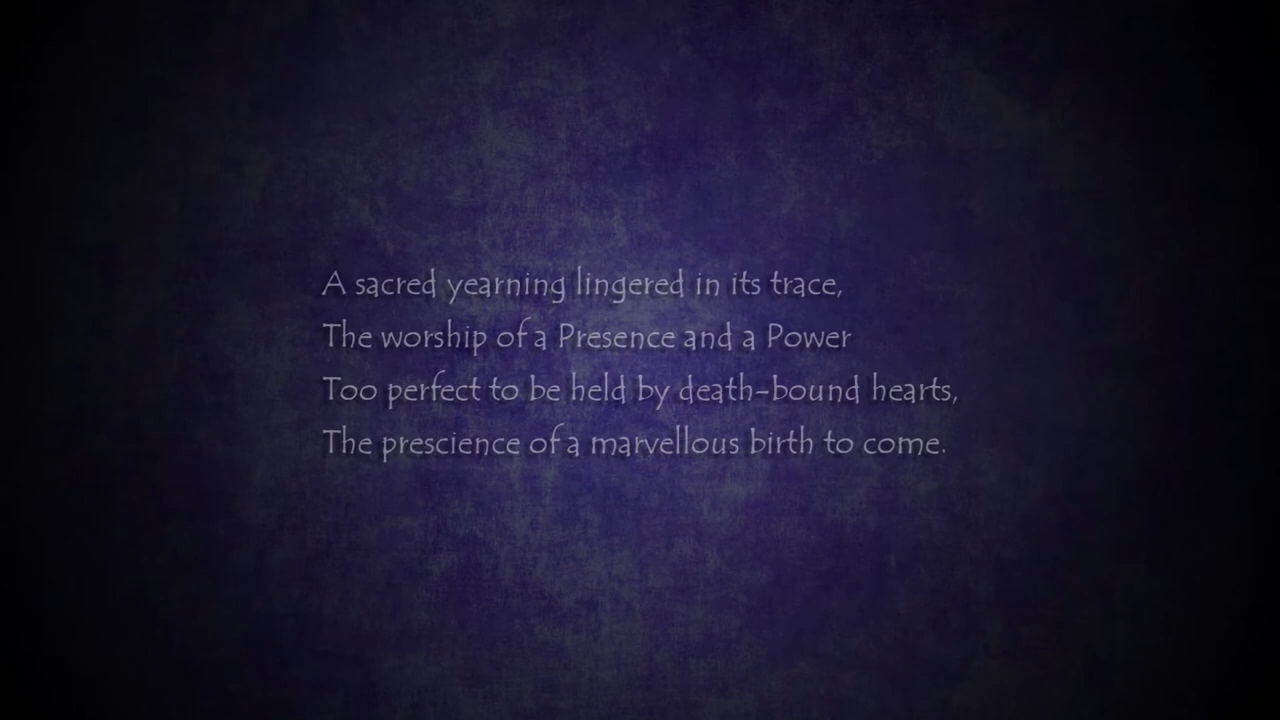 A sacred yearning lingered in its trace,
The worship of a Presence and a Power
Too perfect to be held by death-bound hearts,
The prescience of a marvellous birth to come.